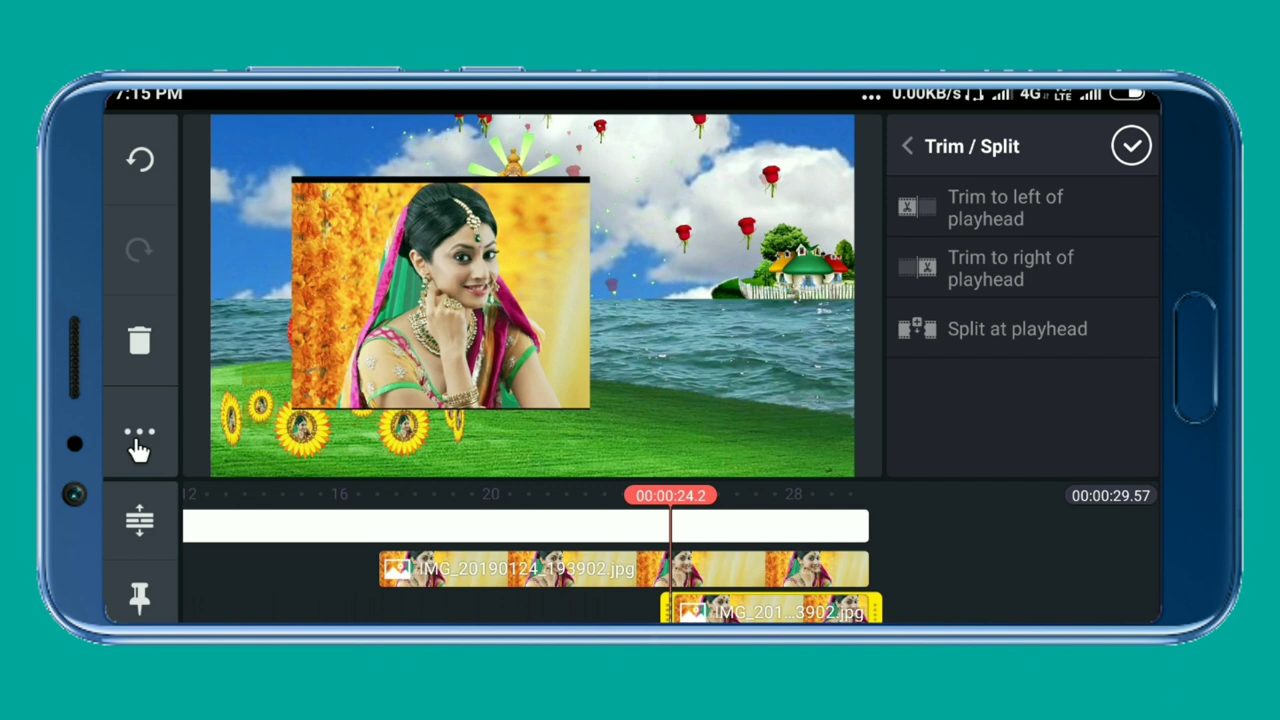 7:15 PM
... 0.00KB/s 4G LTE
Trim / Split
Trim to left of
playhead
Trim to right of
playhead
Split at playhead
12 16 20 00:00:24.2 28 00:00:29.57
IMG_20190124_193902.jpg
IMG_201...3902.jpg